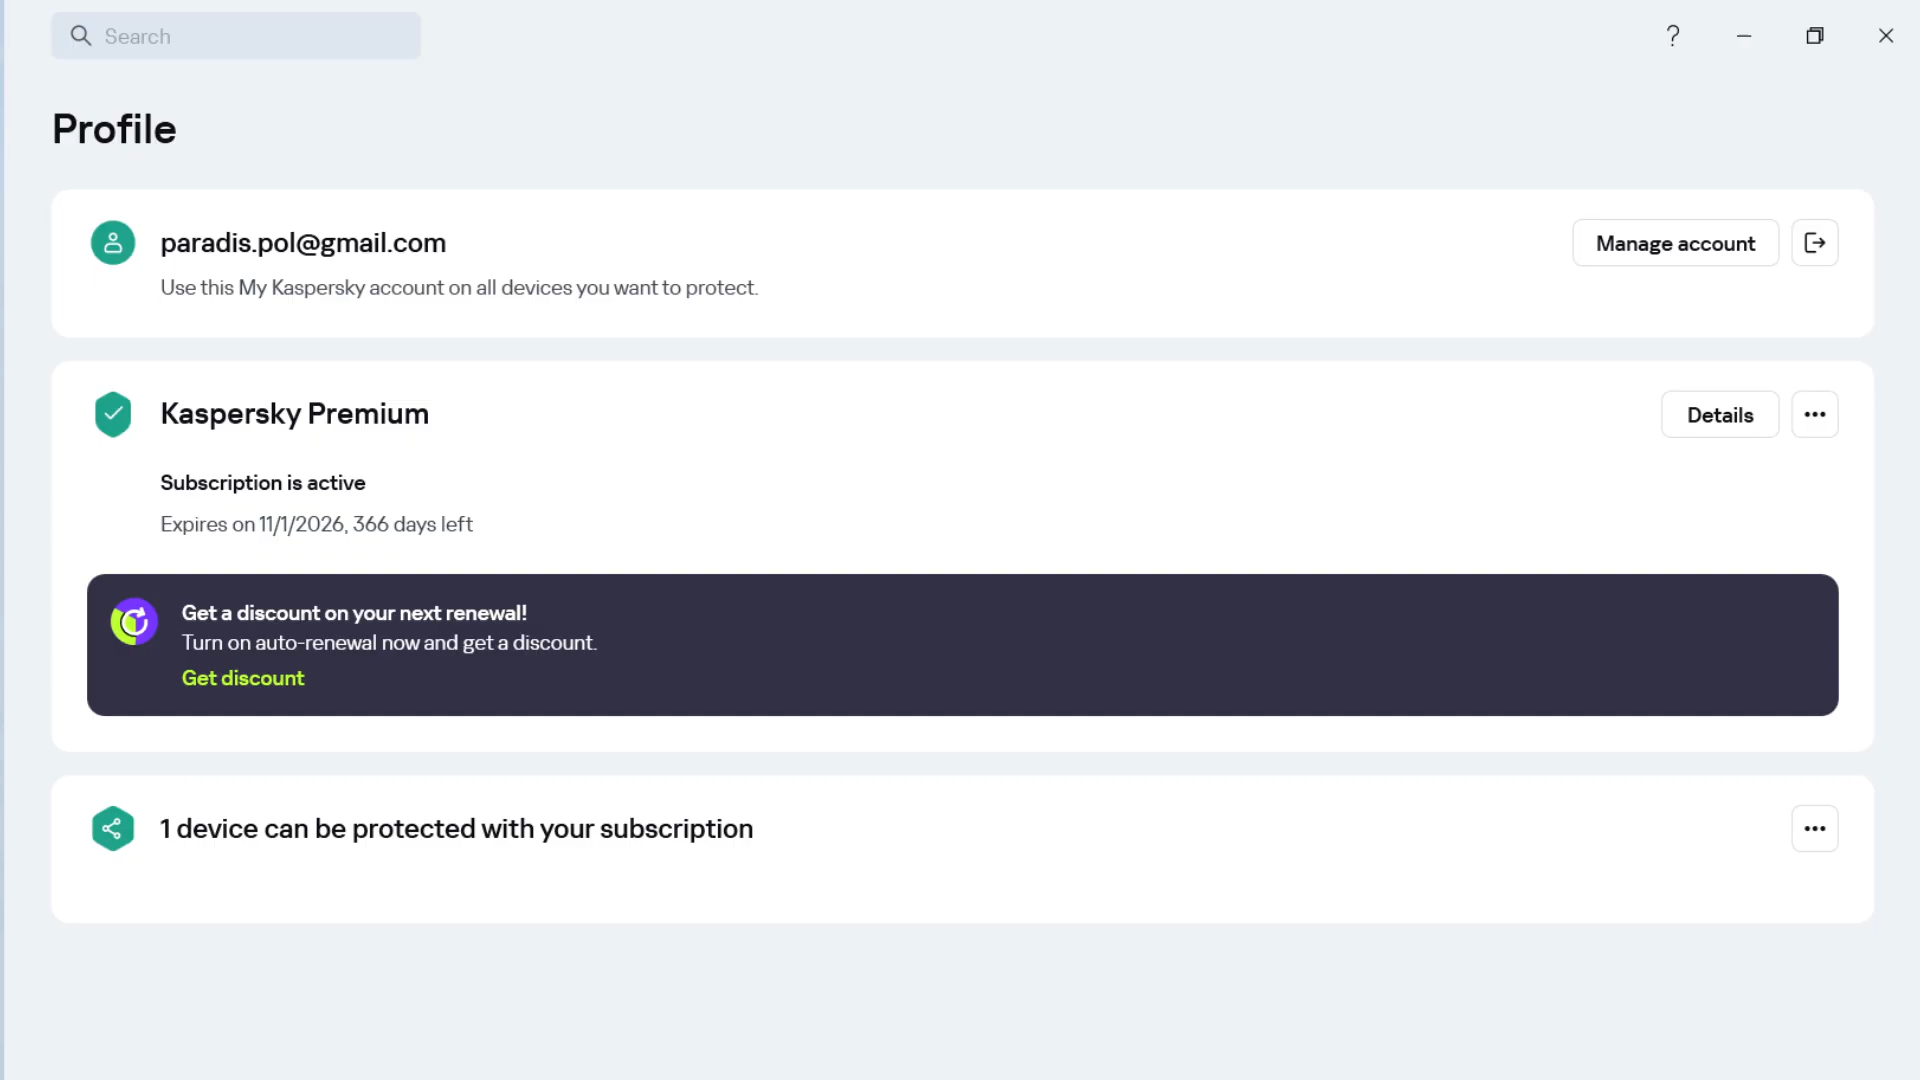 Search
?
Profile
paradis.pol@gmail.com
Manage account
Use this My Kaspersky account on all devices you want to protect.
Kaspersky Premium
Details
Subscription is active
Expires on 11/1/2026, 366 days left
Get a discount on your next renewal!
Turn on auto-renewal now and get a discount.
Get discount
1 device can be protected with your subscription